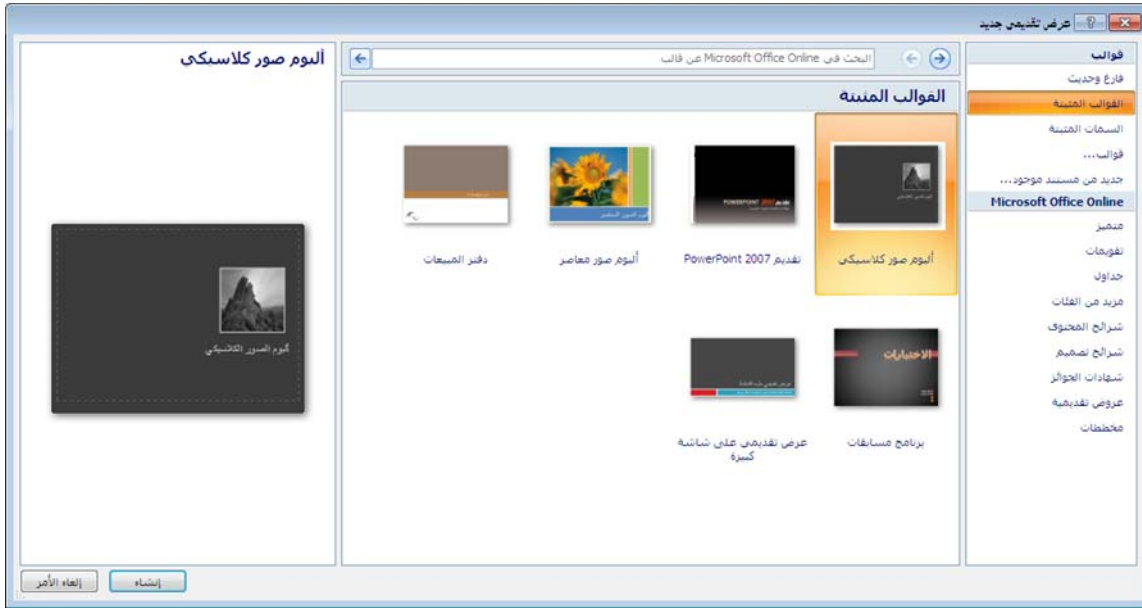 عرض تقديمي جديد
قوالب
فارغ وحديث
القوالب المثبتة
السمات المثبتة
قوالب...
جديد من مستند موجود...
Microsoft Office Online
متميز
تقويمات
جداول
مزيد من الفئات
شرائح المحتوى
شرائح تصميم
شهادات الجوائز
عروض تقديمية
مخططات
البحث في Microsoft Office Online عن قالب
القوالب المثبتة
ألبوم صور كلاسيكي
تقديم PowerPoint 2007
ألبوم صور معاصر
دفتر المبيعات
الاختبارات
برنامج مسابقات
عرض تقديمي على شاشة
كبيرة
ألبوم صور كلاسيكي
ألبوم الصور الكلاسيكي
إنشاء
إلغاء الأمر